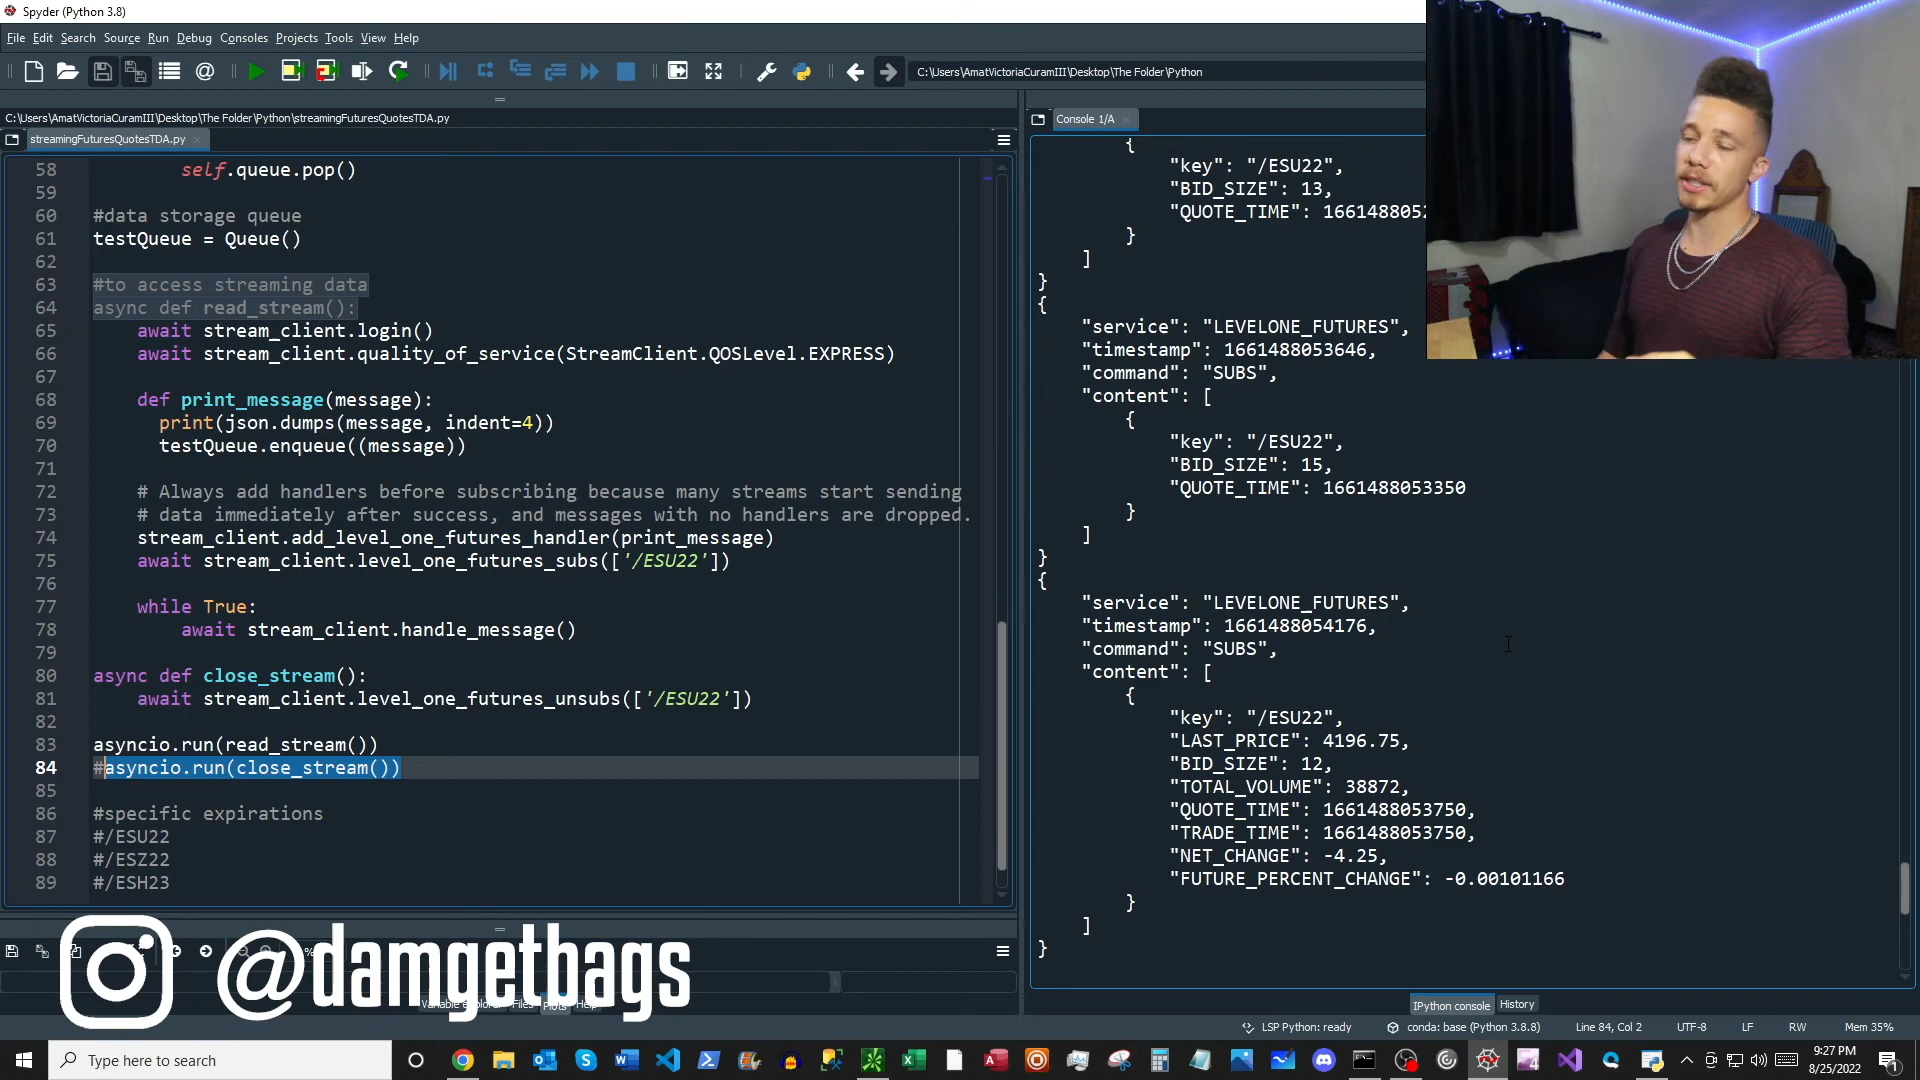 Spyder (Python 3.8)
File Edit Search Source Run Debug Consoles Projects Tools View Help
C:\Users\AmatVictoriaCuramIII\Desktop\The Folder\Python
C:\Users\AmatVictoriaCuramIII\Desktop\The Folder\Python\streamingFuturesQuotesTDA.py
streamingFuturesQuotesTDA.py
58 self.queue.pop()
59
60 #data storage queue
61 testQueue = Queue()
62
63 #to access streaming data
64 async def read_stream():
65 await stream_client.login()
66 await stream_client.quality_of_service(StreamClient.QOSLevel.EXPRESS)
67
68 def print_message(message):
69 print(json.dumps(message, indent=4))
70 testQueue.enqueue((message))
71
72 # Always add handlers before subscribing because many streams start sending
73 # data immediately after success, and messages with no handlers are dropped.
74 stream_client.add_level_one_futures_handler(print_message)
75 await stream_client.level_one_futures_subs(['/ESU22'])
76
77 while True:
78 await stream_client.handle_message()
79
80 async def close_stream():
81 await stream_client.level_one_futures_unsubs(['/ESU22'])
82
83 asyncio.run(read_stream())
84 #asyncio.run(close_stream())
85
86 #specific expirations
87 #/ESU22
88 #/ESZ22
89 #/ESH23
Console 1/A
{
"key": "/ESU22",
"BID_SIZE": 13,
"QUOTE_TIME": 166148805
}
]
}
{
"service": "LEVELONE_FUTURES",
"timestamp": 1661488053646,
"command": "SUBS",
"content": [
{
"key": "/ESU22",
"BID_SIZE": 15,
"QUOTE_TIME": 1661488053350
}
]
}
{
"service": "LEVELONE_FUTURES",
"timestamp": 1661488054176,
"command": "SUBS",
"content": [
{
"key": "/ESU22",
"LAST_PRICE": 4196.75,
"BID_SIZE": 12,
"TOTAL_VOLUME": 38872,
"QUOTE_TIME": 1661488053750,
"TRADE_TIME": 1661488053750,
"NET_CHANGE": -4.25,
"FUTURE_PERCENT_CHANGE": -0.00101166
}
]
}
@damgetbags
Files Plots Help
IPython console History
LSP Python: ready conda: base (Python 3.8.8) Line 84, Col 2 UTF-8 LF RW Mem 35%
Type here to search
9:27 PM
8/25/2022